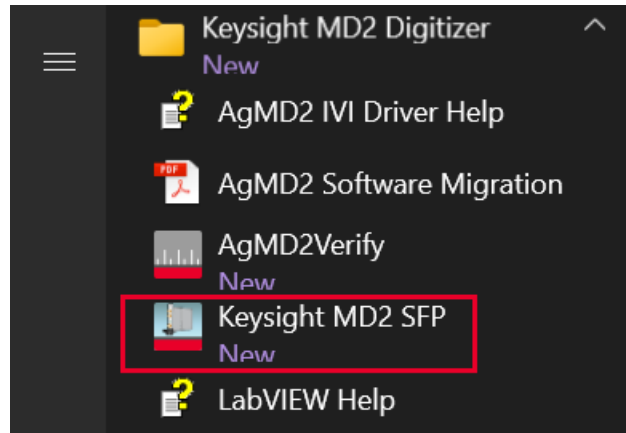 Keysight MD2 Digitizer
New
AgMD2 IVI Driver Help
PDF
AgMD2 Software Migration
AgMD2Verify
New
Keysight MD2 SFP
New
LabVIEW Help